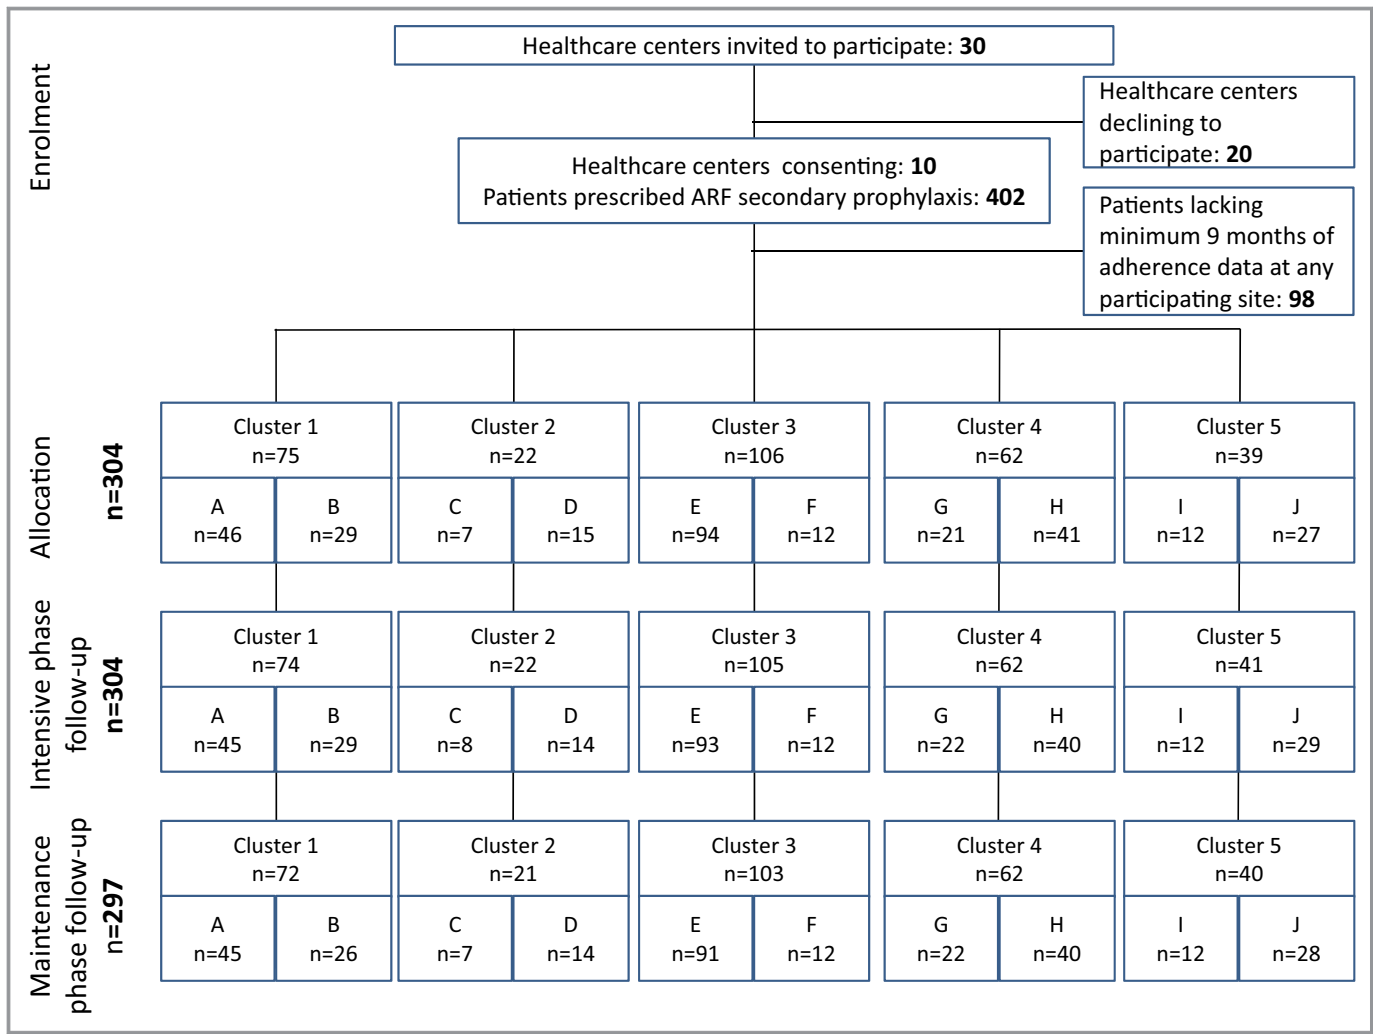 Enrolment
Healthcare centers invited to participate: 30
Healthcare centers
declining to
participate: 20
Healthcare centers consenting: 10
Patients prescribed ARF secondary prophylaxis: 402
Patients lacking
minimum 9 months of
adherence data at any
participating site: 98
Allocation
n=304
Cluster 1
n=75
A
n=46
B
n=29
Cluster 2
n=22
C
n=7
D
n=15
Cluster 3
n=106
E
n=94
F
n=12
Cluster 4
n=62
G
n=21
H
n=41
Cluster 5
n=39
I
n=12
J
n=27
Intensive phase
follow-up
n=304
Cluster 1
n=74
A
n=45
B
n=29
Cluster 2
n=22
C
n=8
D
n=14
Cluster 3
n=105
E
n=93
F
n=12
Cluster 4
n=62
G
n=22
H
n=40
Cluster 5
n=41
I
n=12
J
n=29
Maintenance
phase follow-up
n=297
Cluster 1
n=72
A
n=45
B
n=26
Cluster 2
n=21
C
n=7
D
n=14
Cluster 3
n=103
E
n=91
F
n=12
Cluster 4
n=62
G
n=22
H
n=40
Cluster 5
n=40
I
n=12
J
n=28